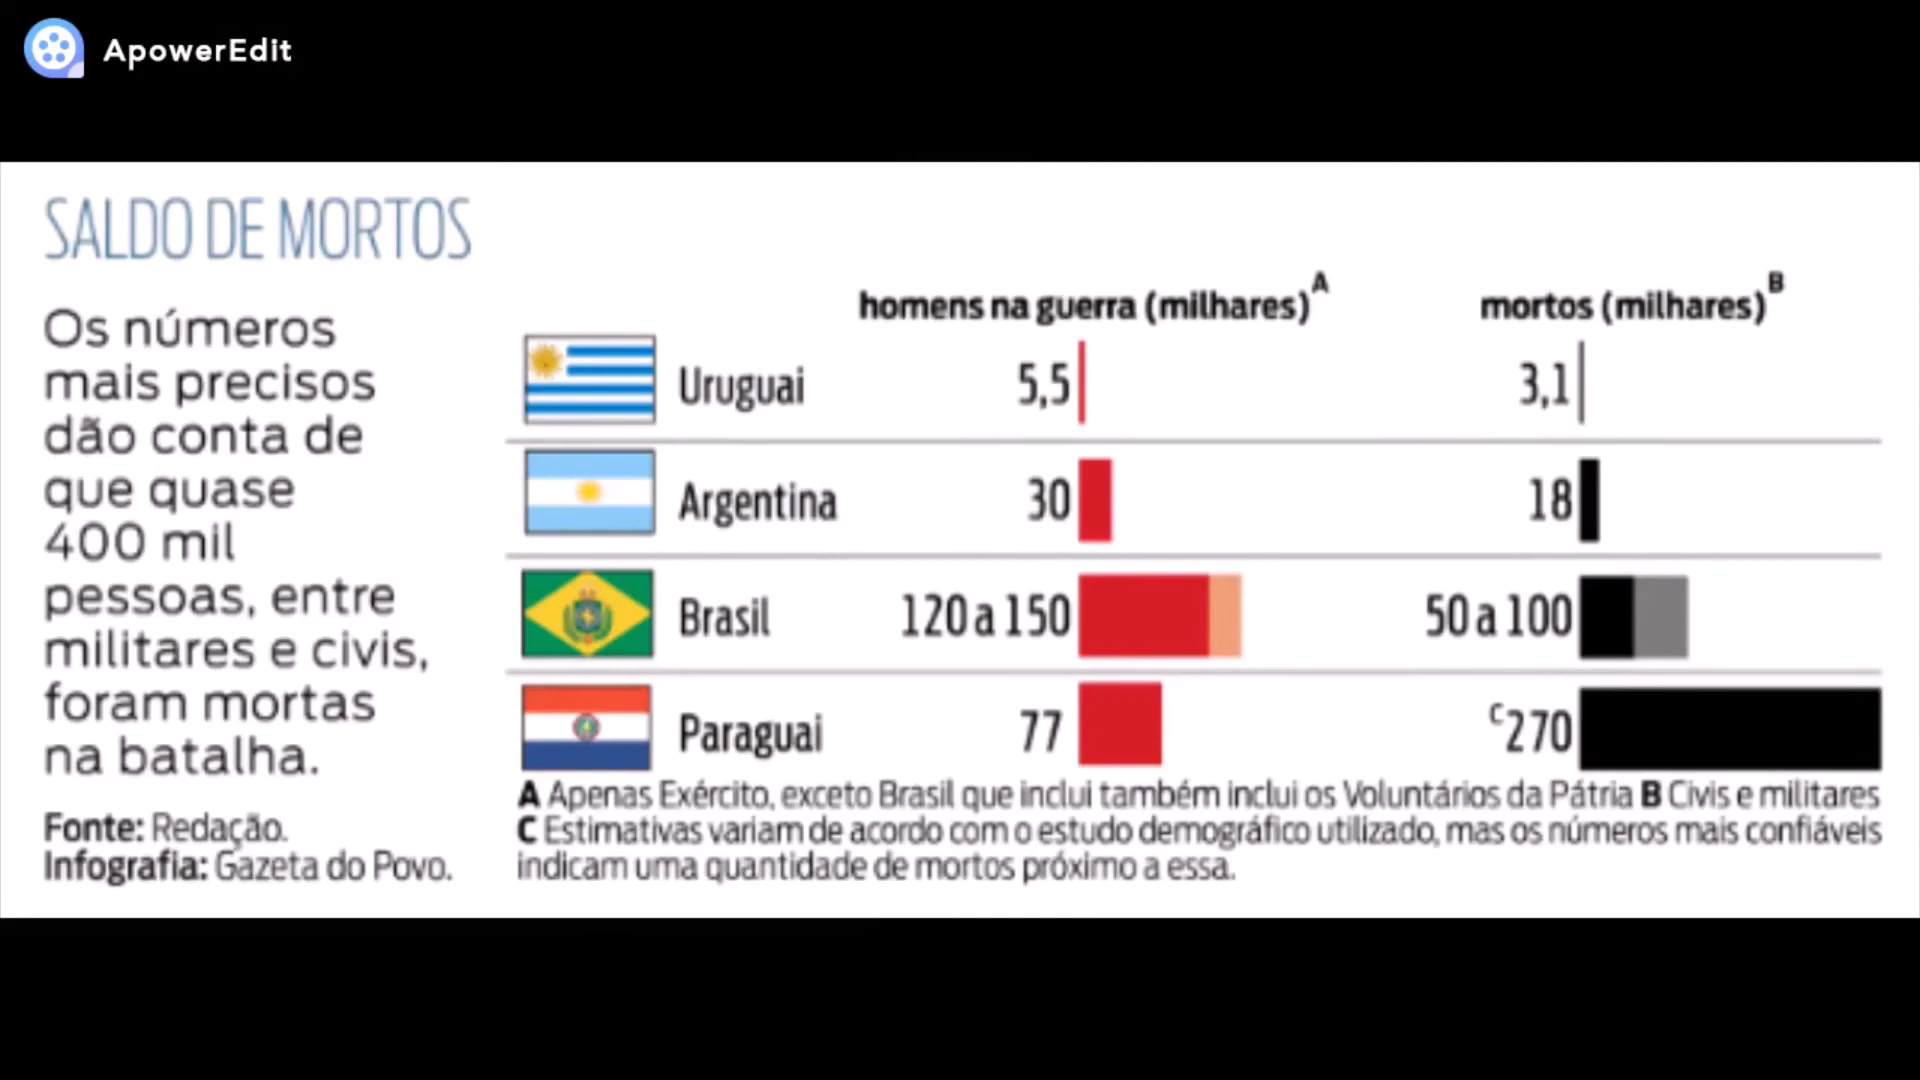 ApowerEdit
SALDO DE MORTOS
Os números
mais precisos
dão conta de
que quase
400 mil
pessoas, entre
militares e civis,
foram mortas
na batalha.
Fonte: Redação.
Infografia: Gazeta do Povo.
homens na guerra (milhares) A mortos (milhares) B
Uruguai 5,5 3,1
Argentina 30 18
Brasil 120 a 150 50 a 100
Paraguai 77 C 270
A Apenas Exército, exceto Brasil que inclui também inclui os Voluntários da Pátria B Civis e militares
C Estimativas variam de acordo com o estudo demográfico utilizado, mas os números mais confiáveis
indicam uma quantidade de mortos próximo a essa.